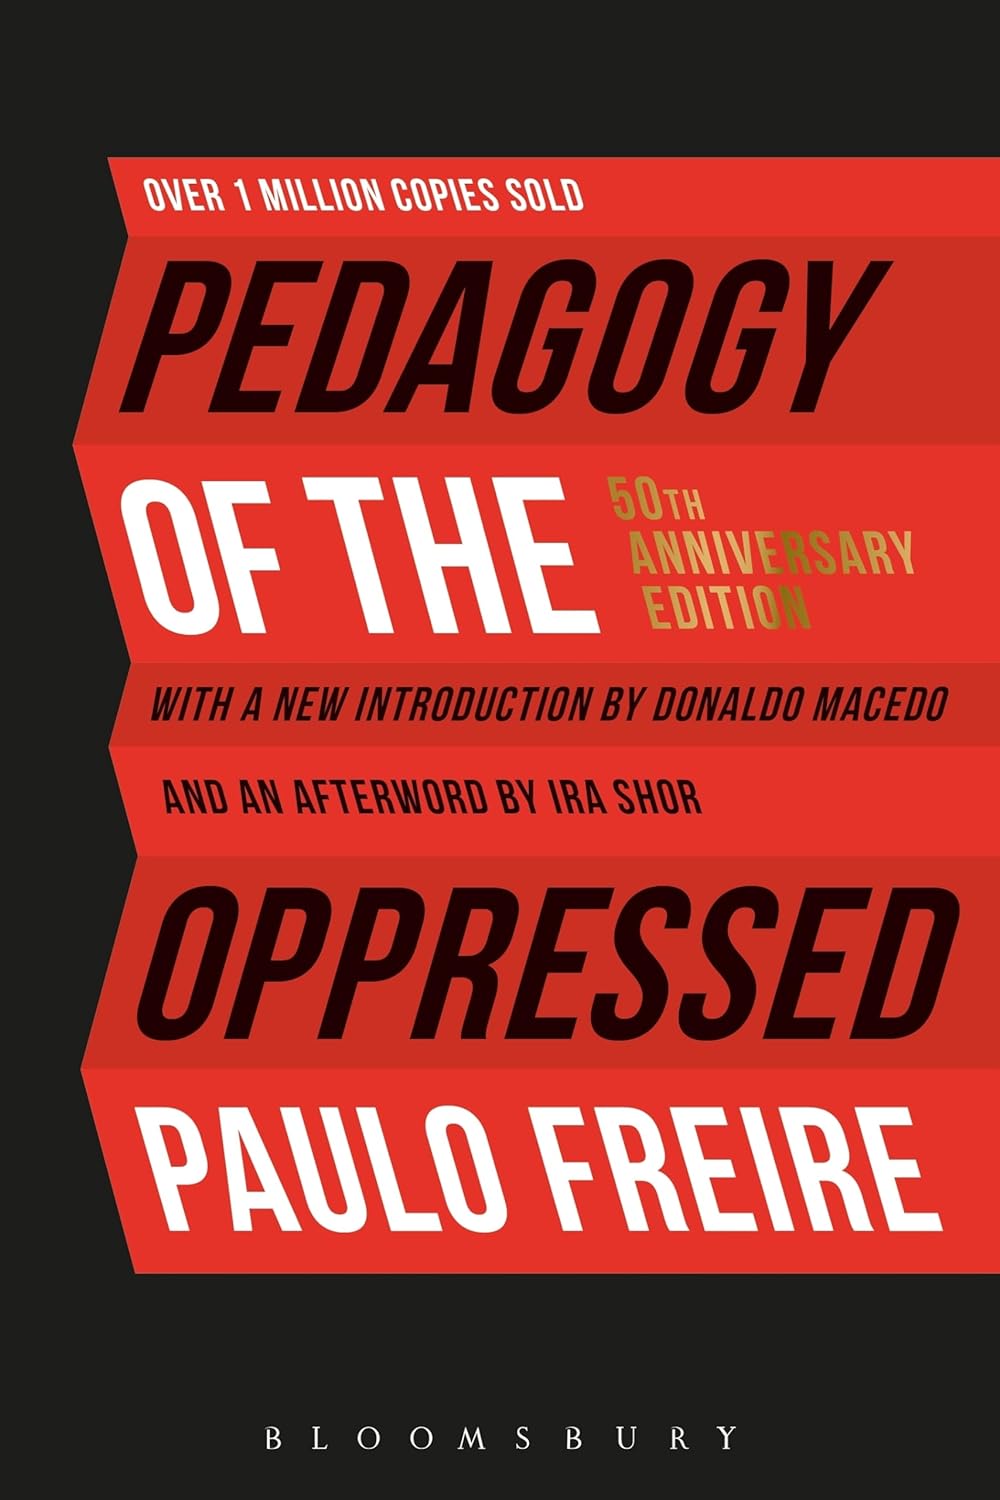 OVER 1 MILLION COPIES SOLD
PEDAGOGY
OF THE
50TH
ANNIVERSARY
EDITION
WITH A NEW INTRODUCTION BY DONALDO MACEDO
AND AN AFTERWORD BY IRA SHOR
OPPRESSED
PAULO FREIRE
BLOOMSBURY